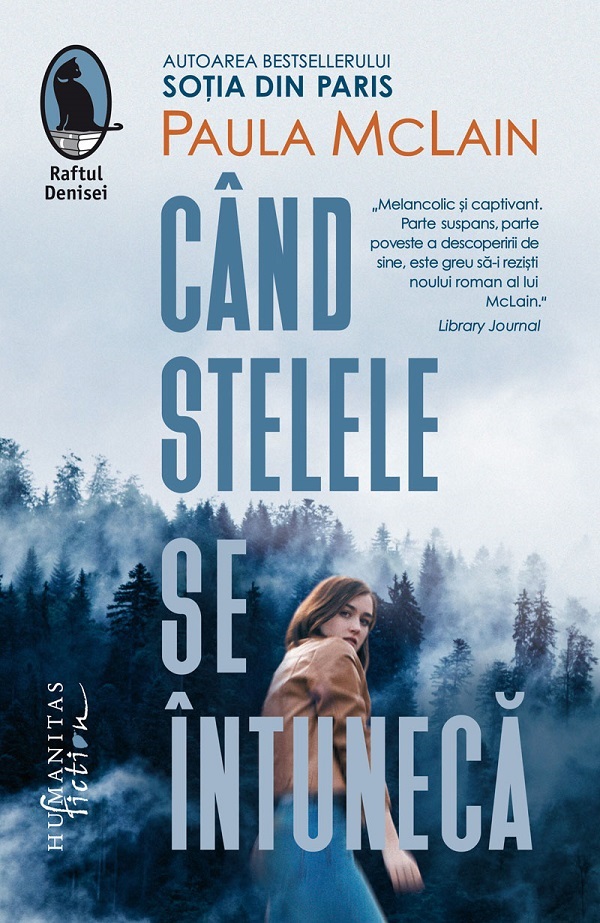 AUTOAREA BESTSELLERULUI
SOȚIA DIN PARIS
PAULA MCLAIN
Raftul
Denisei
CÂND
„Melancolic și captivant.
Parte suspans, parte
poveste a descoperirii de
sine, este greu să-i reziști
noului roman al lui
McLain.“
Library Journal
STELELE
SE
ÎNTUNECĂ
HUMANITAS
fiction